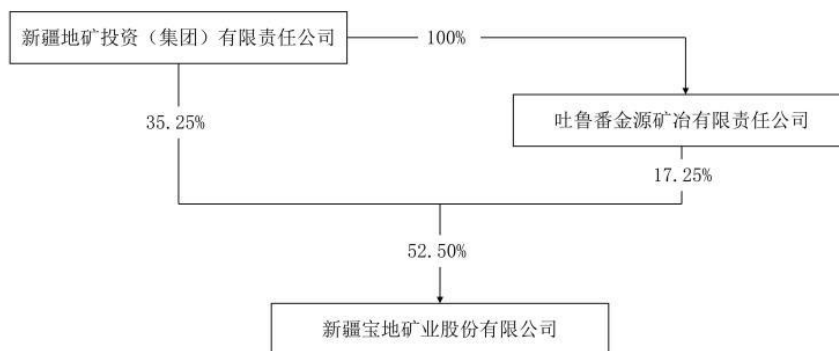 新疆地矿投资（集团）有限责任公司
100%
35.25%
吐鲁番金源矿冶有限责任公司
17.25%
52.50%
新疆宝地矿业股份有限公司